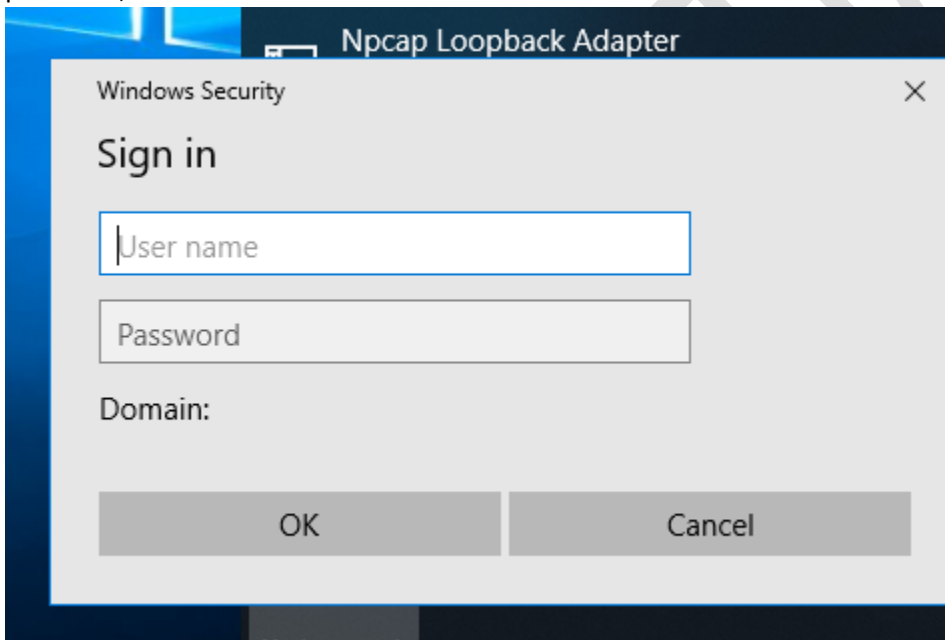 Npcap Loopback Adapter
Windows Security
Sign in
User name
Password
Domain:
OK
Cancel